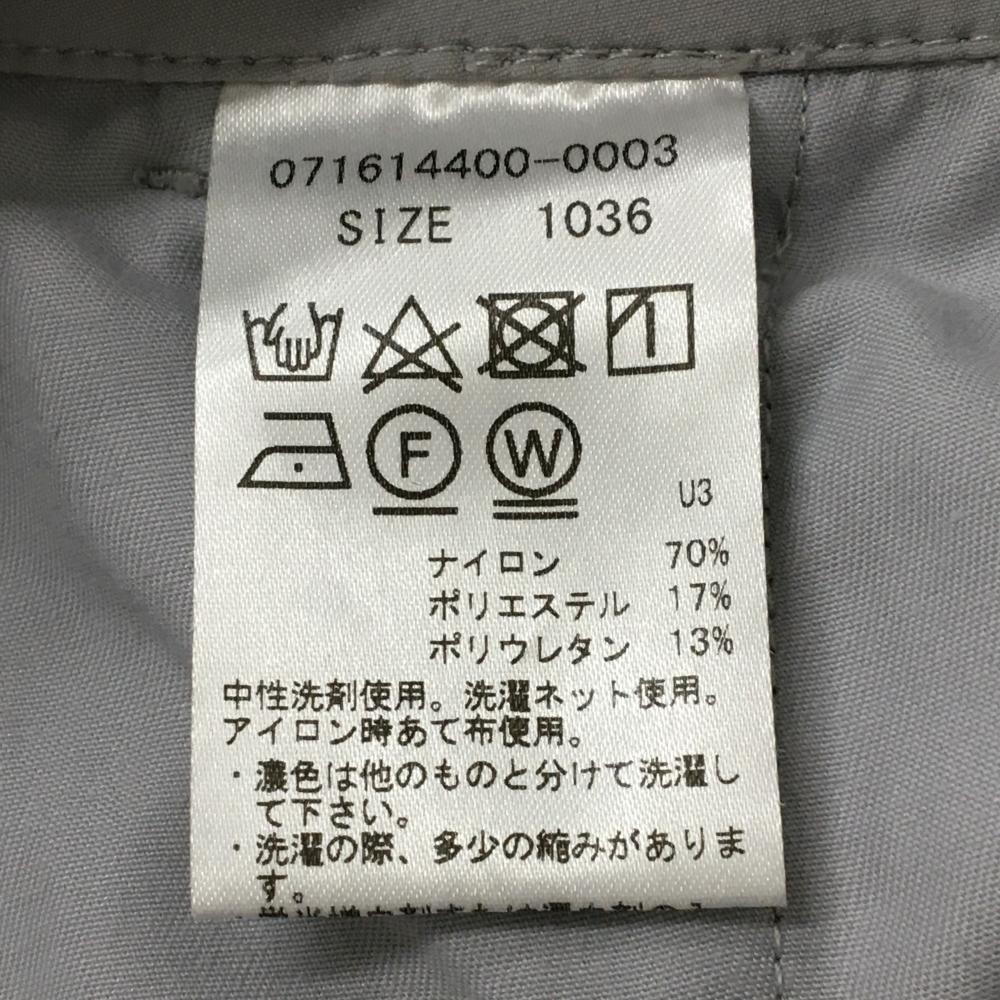 071614400-0003
SIZE 1036
F W
U3
ナイロン 70%
ポリエステル 17%
ポリウレタン 13%
中性洗剤使用。洗濯ネット使用。
アイロン時あて布使用。
・濃色は他のものと分けて洗濯し
て下さい。
・洗濯の際、多少の縮みがありま
す。